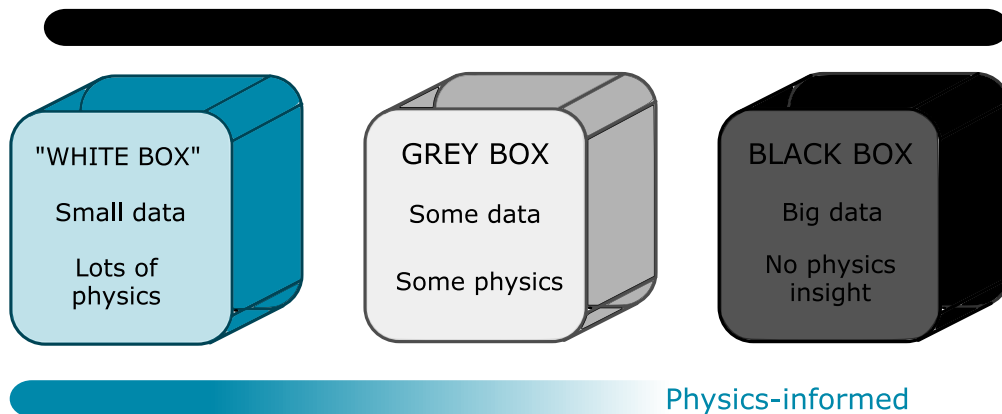 "WHITE BOX"
Small data
Lots of
physics
GREY BOX
Some data
Some physics
BLACK BOX
Big data
No physics
insight
Physics-informed